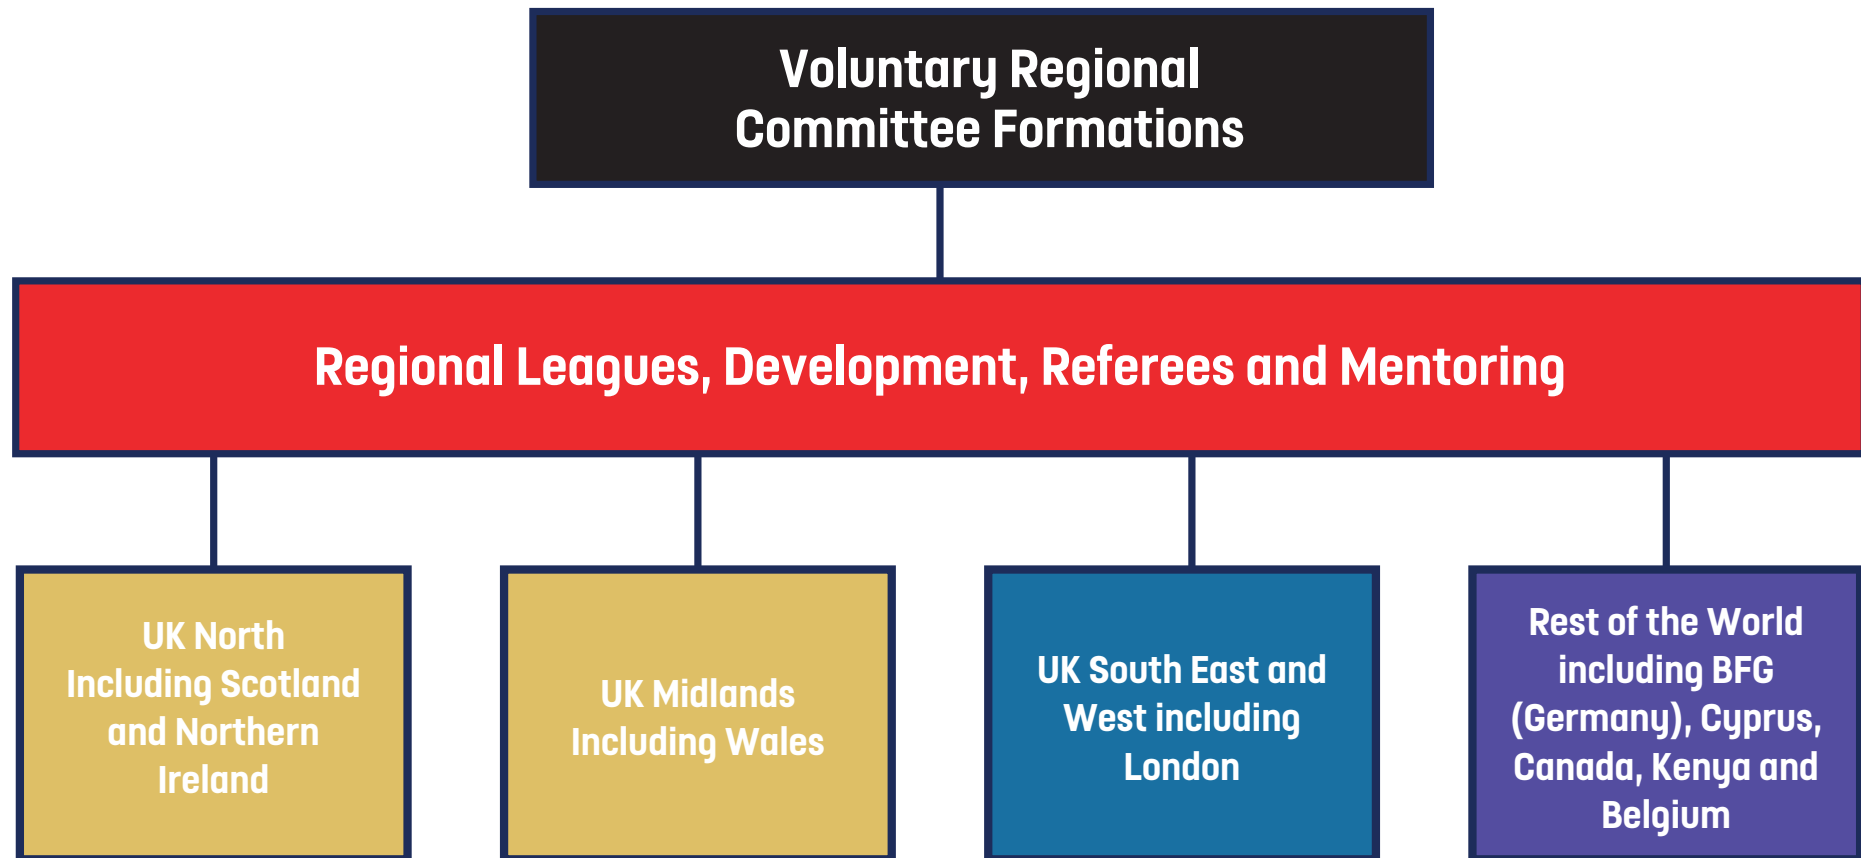 Voluntary Regional
Committee Formations
Regional Leagues, Development, Referees and Mentoring
UK North
Including Scotland
and Northern
Ireland
UK Midlands
Including Wales
UK South East and
West including
London
Rest of the World
including BFG
(Germany), Cyprus,
Canada, Kenya and
Belgium